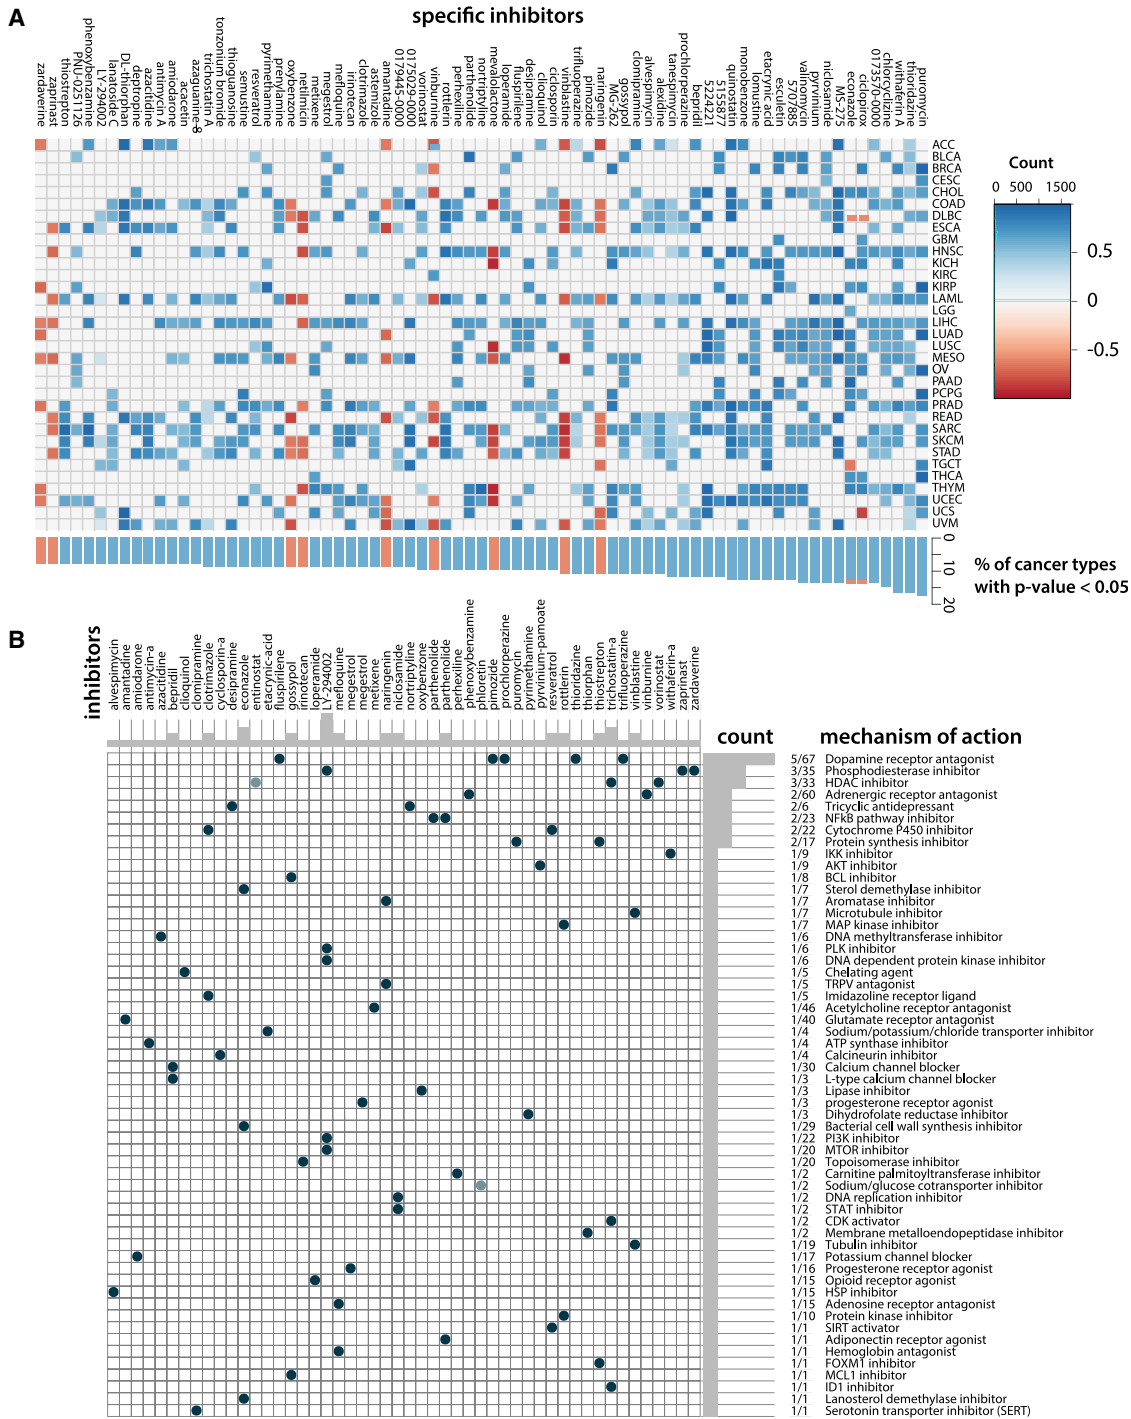 A
specific inhibitors
zardaverine
zaprinast
thiostrepton
PNU-0251126
phenoxybenzamine
LY-294002
lanatoside C
DL-thiorphan
deptropine
azacitidine
antimycin A
amiodarone
acacetin
azaguanine-8
trichostatin A
tonzonium bromide
thioguanosine
semustine
resveratrol
pyrimethamine
prenylamine
oxybenzone
netilmicin
metixene
megestrol
mefloquine
irinotecan
clotrimazole
astemizole
amantadine
0179445-0000
0175029-0000
vorinostat
vinburnine
rottlerin
perhexiline
parthenolide
nortriptyline
mevalolactone
loperamide
fluspirilene
desipramine
clioquinol
ciclosporin
vinblastine
trifluoperazine
pimozide
naringenin
MG-262
gossypol
clomipramine
alvespimycin
alexidine
tanespimycin
prochlorperazine
bepridil
5224221
5155877
quinostatin
monobenzone
lomustine
etacrynic acid
esculetin
5707885
valinomycin
pyrvinium
niclosamide
MS-275
econazole
ciclopirox
0173570-0000
chlorcyclizine
withaferin A
thioridazine
puromycin
ACC
BLCA
BRCA
CESC
CHOL
COAD
DLBC
ESCA
GBM
HNSC
KICH
KIRC
KIRP
LAML
LGG
LIHC
LUAD
LUSC
MESO
OV
PAAD
PCPG
PRAD
READ
SARC
SKCM
STAD
TGCT
THCA
THYM
UCEC
UCS
UVM
Count
0 500 1500
0.5
0
-0.5
0
10
20
% of cancer types
with p-value < 0.05
B
inhibitors
alvespimycin
amantadine
amiodarone
antimycin-a
azacitidine
bepridil
clioquinol
clomipramine
clotrimazole
cyclosporin-a
desipramine
econazole
entinostat
etacrynic-acid
fluspirilene
gossypol
irinotecan
loperamide
LY-294002
mefloquine
megestrol
megestrol
metixene
naringenin
niclosamide
nortriptyline
oxybenzone
parthenolide
parthenolide
perhexiline
phenoxybenzamine
phloretin
pimozide
prochlorperazine
puromycin
pyrimethamine
pyrvinium-pamoate
resveratrol
rottlerin
thioridazine
thiorphan
thiostrepton
trichostatin-a
trifluoperazine
vinblastine
vinburnine
vorinostat
withaferin-a
zaprinast
zardaverine
count mechanism of action
5/67 Dopamine receptor antagonist
3/35 Phosphodiesterase inhibitor
3/33 HDAC inhibitor
2/60 Adrenergic receptor antagonist
2/6 Tricyclic antidepressant
2/23 NFkB pathway inhibitor
2/22 Cytochrome P450 inhibitor
2/17 Protein synthesis inhibitor
1/9 IKK inhibitor
1/9 AKT inhibitor
1/8 BCL inhibitor
1/7 Sterol demethylase inhibitor
1/7 Aromatase inhibitor
1/7 Microtubule inhibitor
1/7 MAP kinase inhibitor
1/6 DNA methyltransferase inhibitor
1/6 PLK inhibitor
1/6 DNA dependent protein kinase inhibitor
1/5 Chelating agent
1/5 TRPV antagonist
1/5 Imidazoline receptor ligand
1/46 Acetylcholine receptor antagonist
1/40 Glutamate receptor antagonist
1/4 Sodium/potassium/chloride transporter inhibitor
1/4 ATP synthase inhibitor
1/4 Calcineurin inhibitor
1/30 Calcium channel blocker
1/3 L-type calcium channel blocker
1/3 Lipase inhibitor
1/3 progesterone receptor agonist
1/3 Dihydrofolate reductase inhibitor
1/29 Bacterial cell wall synthesis inhibitor
1/22 PI3K inhibitor
1/20 MTOR inhibitor
1/20 Topoisomerase inhibitor
1/2 Carnitine palmitoyltransferase inhibitor
1/2 Sodium/glucose cotransporter inhibitor
1/2 DNA replication inhibitor
1/2 STAT inhibitor
1/2 CDK activator
1/2 Membrane metalloendopeptidase inhibitor
1/19 Tubulin inhibitor
1/17 Potassium channel blocker
1/16 Progesterone receptor agonist
1/15 Opioid receptor agonist
1/15 HSP inhibitor
1/15 Adenosine receptor antagonist
1/10 Protein kinase inhibitor
1/1 SIRT activator
1/1 Adiponectin receptor agonist
1/1 Hemoglobin antagonist
1/1 FOXM1 inhibitor
1/1 MCL1 inhibitor
1/1 ID1 inhibitor
1/1 Lanosterol demethylase inhibitor
1/1 Serotonin transporter inhibitor (SERT)